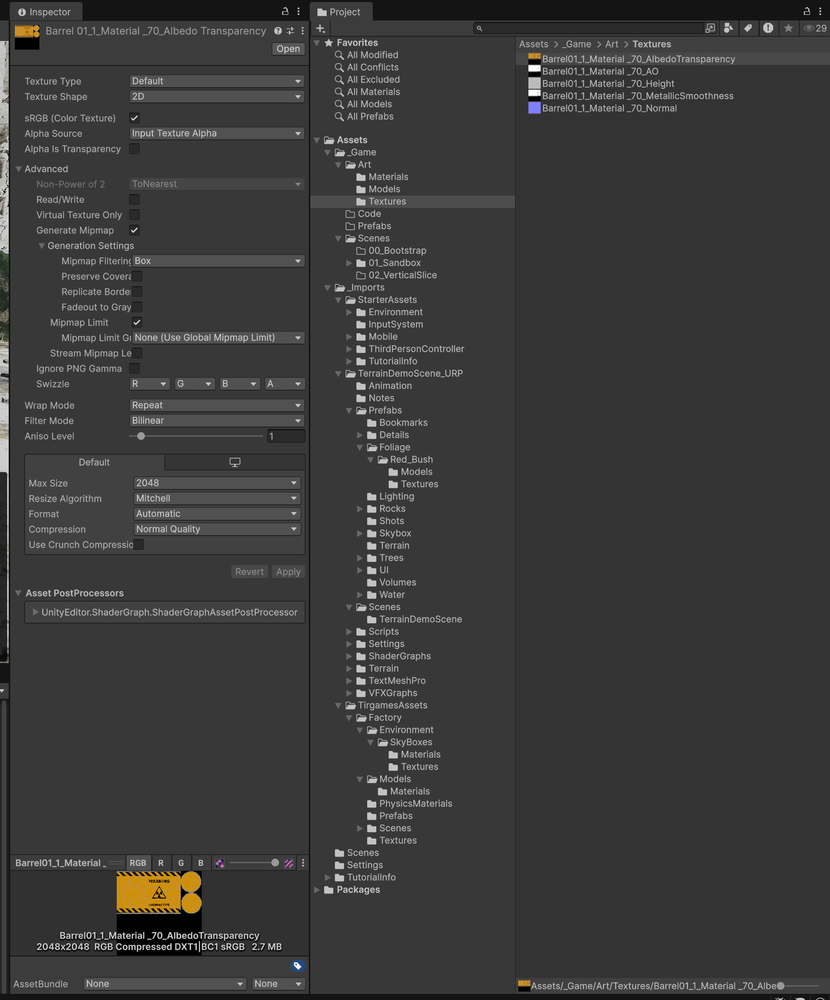 Inspector
Barrel 01_1_Material _70_Albedo Transparency
Open
Texture Type Default
Texture Shape 2D
sRGB (Color Texture)
Alpha Source Input Texture Alpha
Alpha Is Transparency
Advanced
Non-Power of 2 ToNearest
Read/Write
Virtual Texture Only
Generate Mipmap
Generation Settings
Mipmap Filtering Box
Preserve Covera
Replicate Borde
Fadeout to Gray
Mipmap Limit
Mipmap Limit Gr None (Use Global Mipmap Limit)
Stream Mipmap Le
Ignore PNG Gamma
Swizzle R G B A
Wrap Mode Repeat
Filter Mode Bilinear
Aniso Level 1
Default
Max Size 2048
Resize Algorithm Mitchell
Format Automatic
Compression Normal Quality
Use Crunch Compressio
Revert Apply
Asset PostProcessors
UnityEditor.ShaderGraph.ShaderGraphAssetPostProcessor
Barrel01_1_Material _ RGB R G B
WARNING
RADIOACTIVE
Barrel01_1_Material _70_AlbedoTransparency
2048x2048 RGB Compressed DXT1|BC1 sRGB 2.7 MB
AssetBundle None None
Project
29
Favorites
All Modified
All Conflicts
All Excluded
All Materials
All Models
All Prefabs
Assets
_Game
Art
Materials
Models
Textures
Code
Prefabs
Scenes
00_Bootstrap
01_Sandbox
02_VerticalSlice
_Imports
StarterAssets
Environment
InputSystem
Mobile
ThirdPersonController
TutorialInfo
TerrainDemoScene_URP
Animation
Notes
Prefabs
Bookmarks
Details
Foliage
Red_Bush
Models
Textures
Lighting
Rocks
Shots
Skybox
Terrain
Trees
UI
Volumes
Water
Scenes
TerrainDemoScene
Scripts
Settings
ShaderGraphs
Terrain
TextMeshPro
VFXGraphs
TirgamesAssets
Factory
Environment
SkyBoxes
Materials
Textures
Models
Materials
PhysicsMaterials
Prefabs
Scenes
Textures
Scenes
Settings
TutorialInfo
Packages
Assets > _Game > Art > Textures
Barrel01_1_Material _70_AlbedoTransparency
Barrel01_1_Material _70_AO
Barrel01_1_Material _70_Height
Barrel01_1_Material _70_MetallicSmoothness
Barrel01_1_Material _70_Normal
Assets/_Game/Art/Textures/Barrel01_1_Material _70_Albe